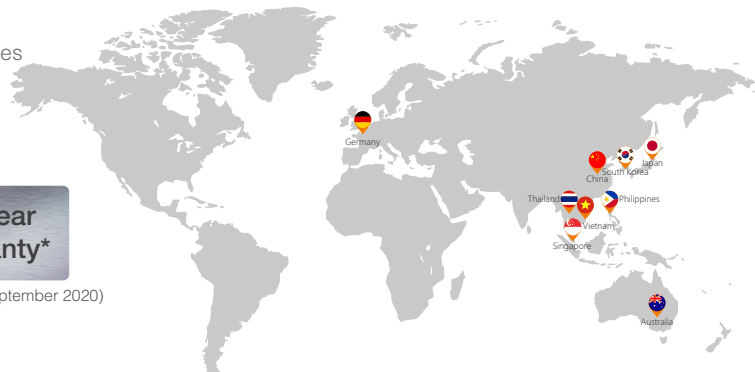 es
ear
nty*
ptember 2020)
Germany
Japan
South Korea
China
Thailand
Philippines
Vietnam
Singapore
Australia